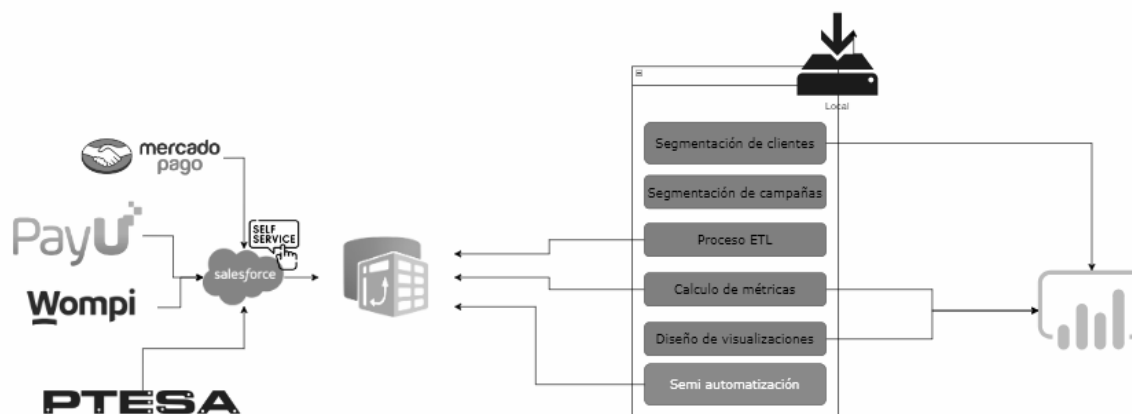 Local
mercado
pago
PayU
SELF
SERVICE
salesforce
Wompi
PTESA
Segmentación de clientes
Segmentación de campañas
Proceso ETL
Calculo de métricas
Diseño de visualizaciones
Semi automatización